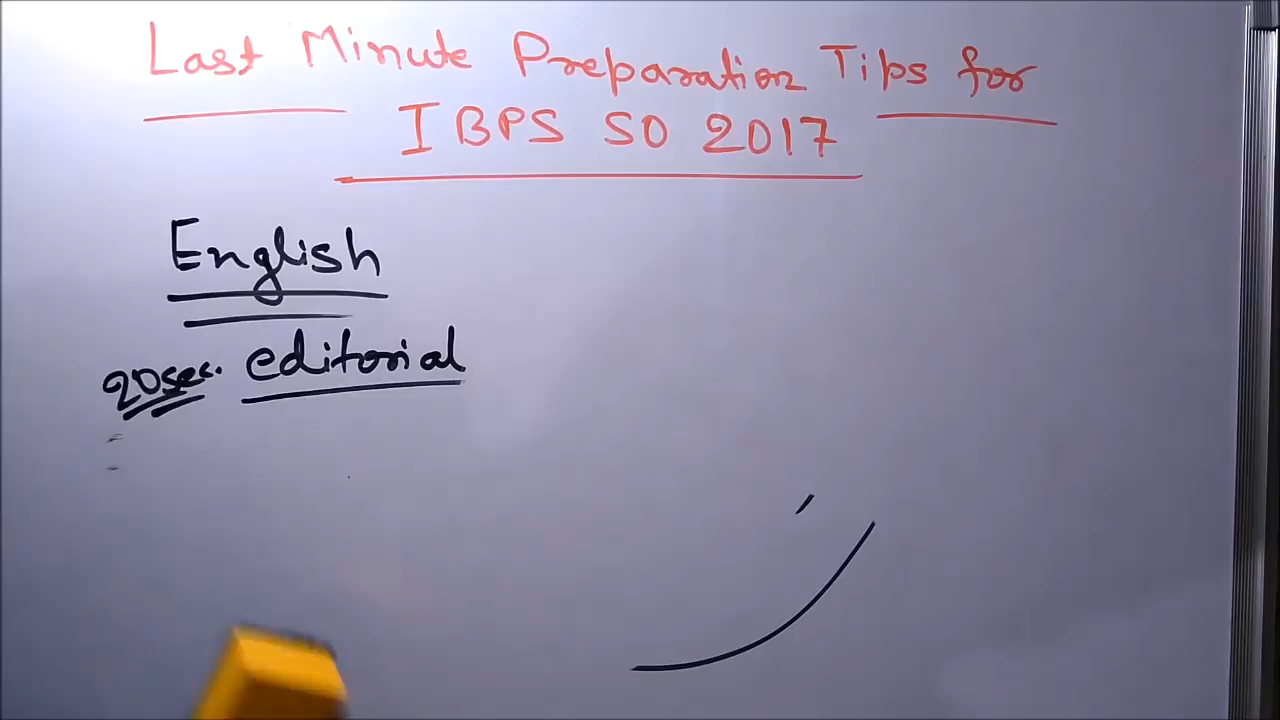 Last Minute Preparation Tips for
IBPS SO 2017
English
20sec. editorial